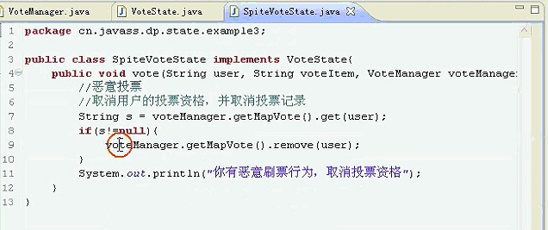 VoteManager.java VoteState.java SpiteVoteState.java
1 package cn.javass.dp.state.example3;
2
3 public class SpiteVoteState implements VoteState{
4 public void vote(String user, String voteItem, VoteManager voteManager
5 //恶意投票
6 //取消用户的投票资格，并取消投票记录
7 String s = voteManager.getMapVote().get(user);
8 if(s!=null){
9 voteManager.getMapVote().remove(user);
10 }
11 System.out.println("你有恶意刷票行为，取消投票资格");
12 }
13 }